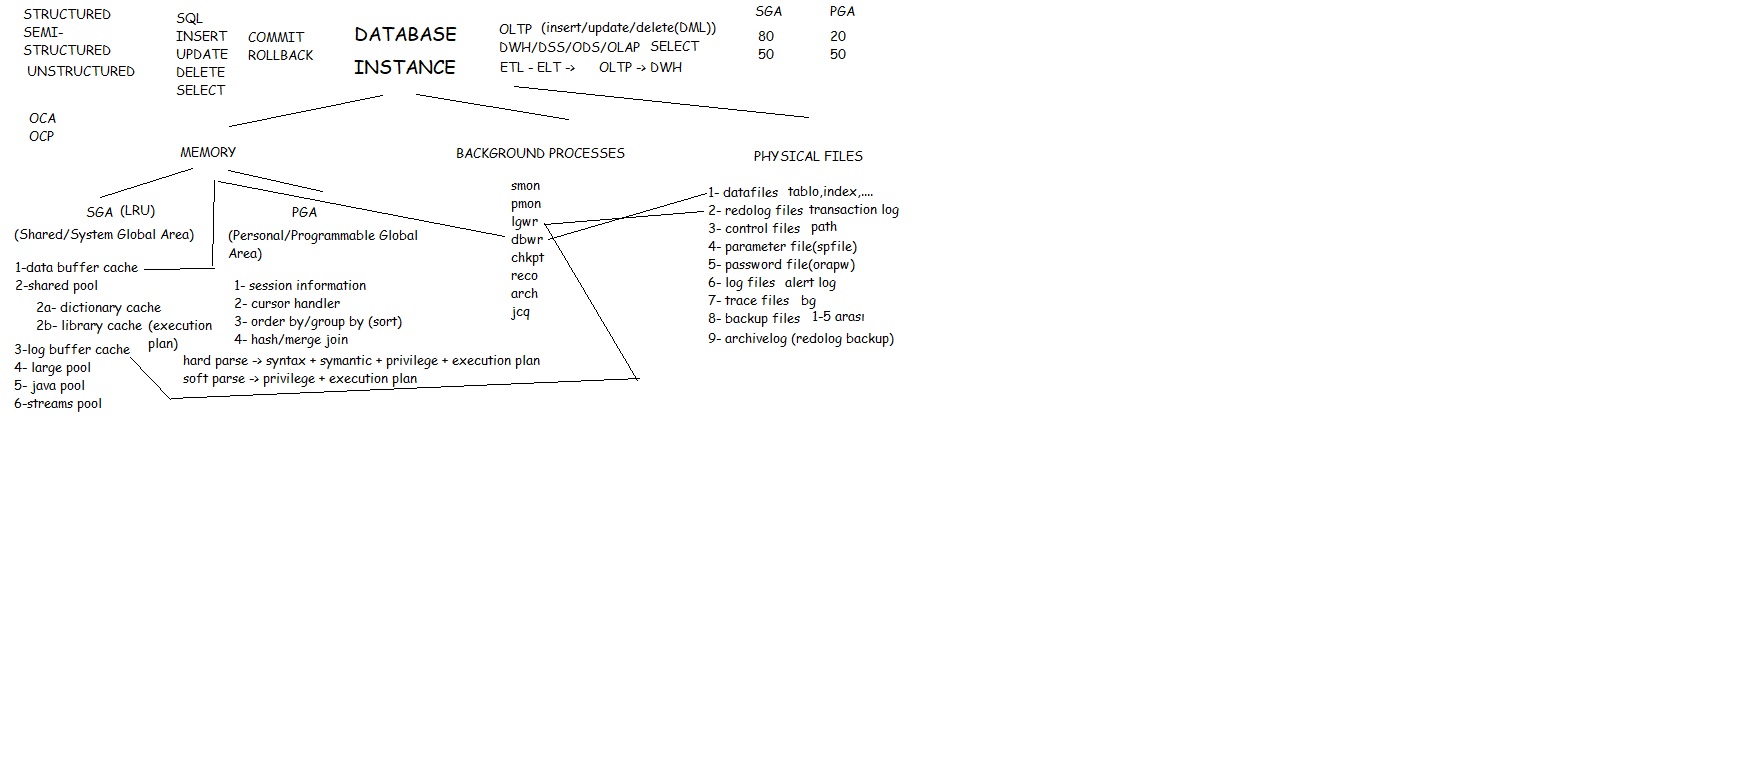 STRUCTURED
SEMI-
STRUCTURED
UNSTRUCTURED
OCA
OCP
SQL
INSERT
UPDATE
DELETE
SELECT
COMMIT
ROLLBACK
DATABASE
INSTANCE
OLTP (insert/update/delete(DML))
DWH/DSS/ODS/OLAP SELECT
ETL - ELT -> OLTP -> DWH
SGA PGA
80 20
50 50
MEMORY
SGA (LRU)
(Shared/System Global Area)
1-data buffer cache
2-shared pool
2a- dictionary cache
2b- library cache (execution
plan)
3-log buffer cache
4- large pool
5- java pool
6-streams pool
PGA
(Personal/Programmable Global
Area)
1- session information
2- cursor handler
3- order by/group by (sort)
4- hash/merge join
hard parse -> syntax + symantic + privilege + execution plan
soft parse -> privilege + execution plan
BACKGROUND PROCESSES
smon
pmon
lgwr
dbwr
chkpt
reco
arch
jcq
PHYSICAL FILES
1- datafiles tablo,index,....
2- redolog files transaction log
3- control files path
4- parameter file(spfile)
5- password file(orapw)
6- log files alert log
7- trace files bg
8- backup files 1-5 arası
9- archivelog (redolog backup)